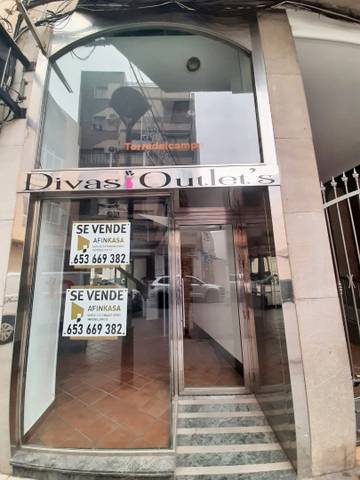 Torredelcampo
Divas Outlet's
SE VENDE
AFINKASA
653 669 382
SE VENDE
AFINKASA
653 669 382